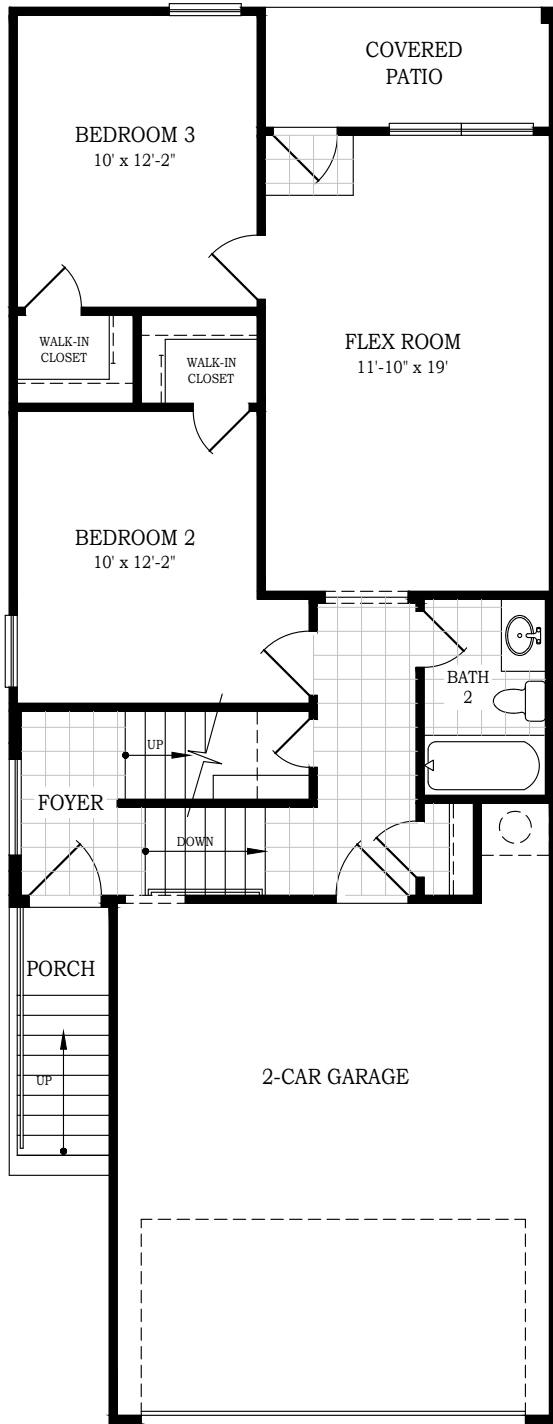 COVERED
PATIO
BEDROOM 3
10' x 12'-2"
WALK-IN
CLOSET
WALK-IN
CLOSET
FLEX ROOM
11'-10" x 19'
BEDROOM 2
10' x 12'-2"
BATH
2
UP
FOYER
DOWN
PORCH
UP
2-CAR GARAGE